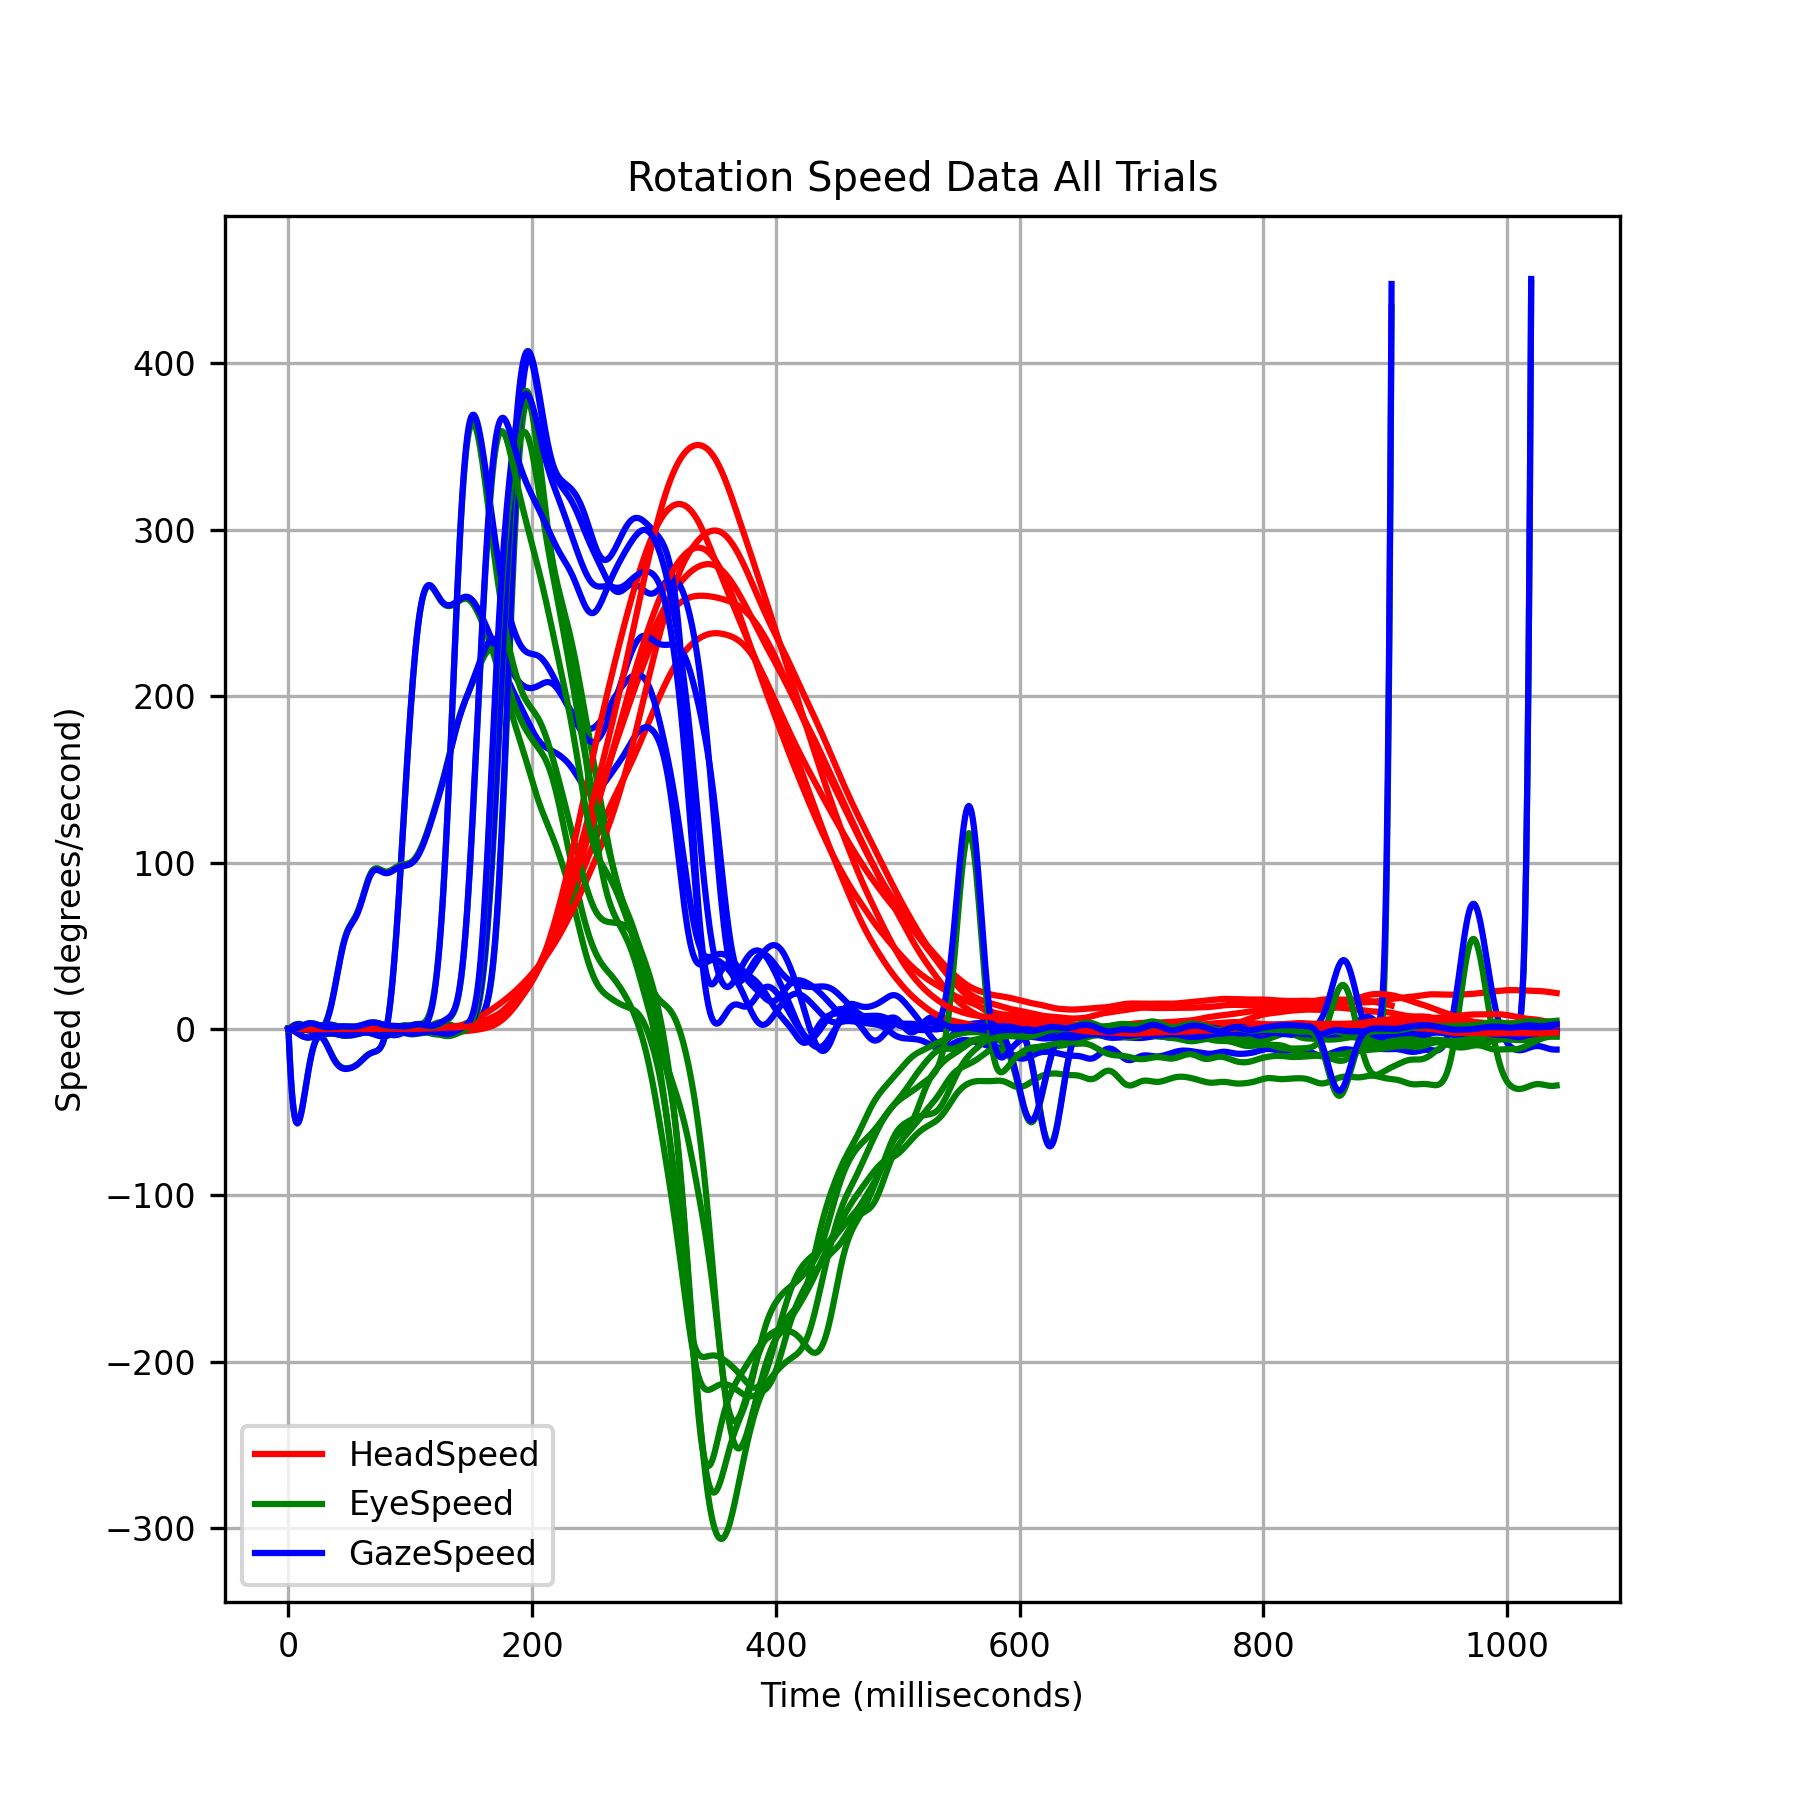 Rotation Speed Data All Trials
Speed (degrees/second)
400
300
200
100
0
−100
−200
−300
HeadSpeed
EyeSpeed
GazeSpeed
0 200 400 600 800 1000
Time (milliseconds)